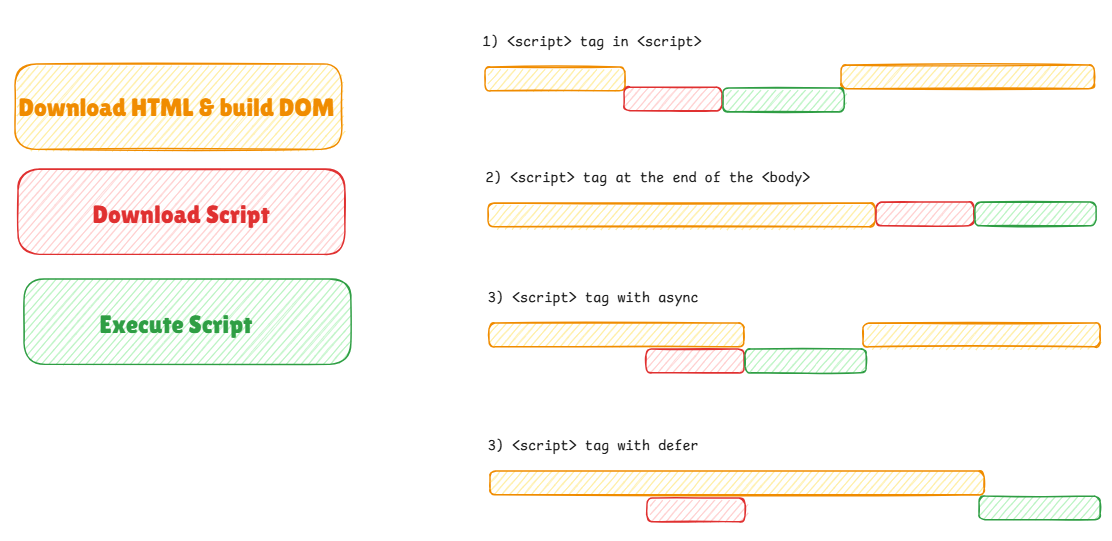 Download HTML & build DOM
Download Script
Execute Script
1) <script> tag in <script>
2) <script> tag at the end of the <body>
3) <script> tag with async
3) <script> tag with defer